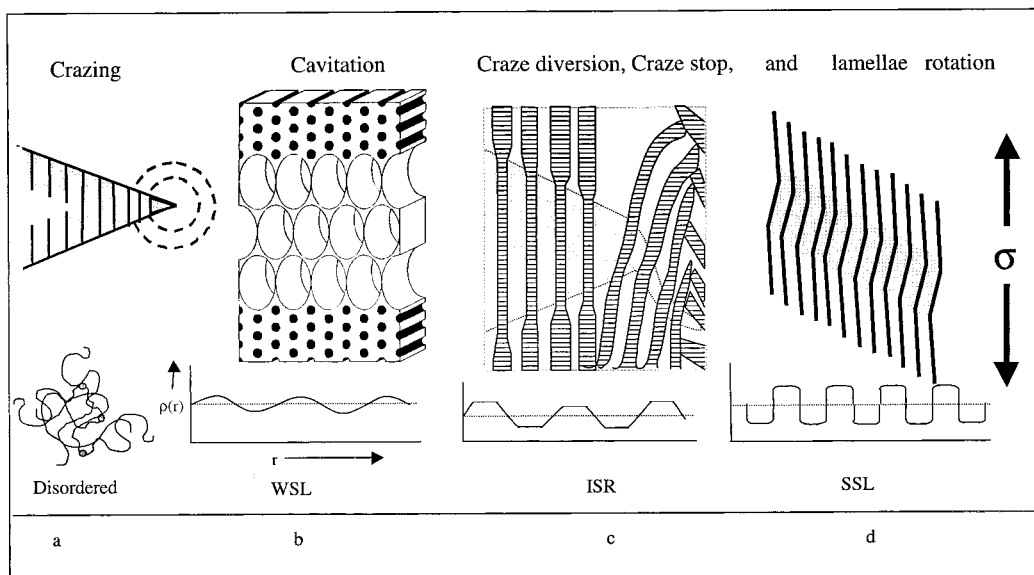 Crazing
Cavitation
Craze diversion, Craze stop, and lamellae rotation
σ
ρ(r)
r
Disordered
WSL
ISR
SSL
a
b
c
d